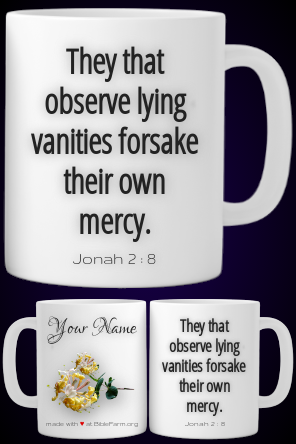 They that
observe lying
vanities forsake
their own
mercy.
Jonah 2:8
Your Name
made with ♥ at BibleFarm.org
They that
observe lying
vanities forsake
their own
mercy.
Jonah 2:8